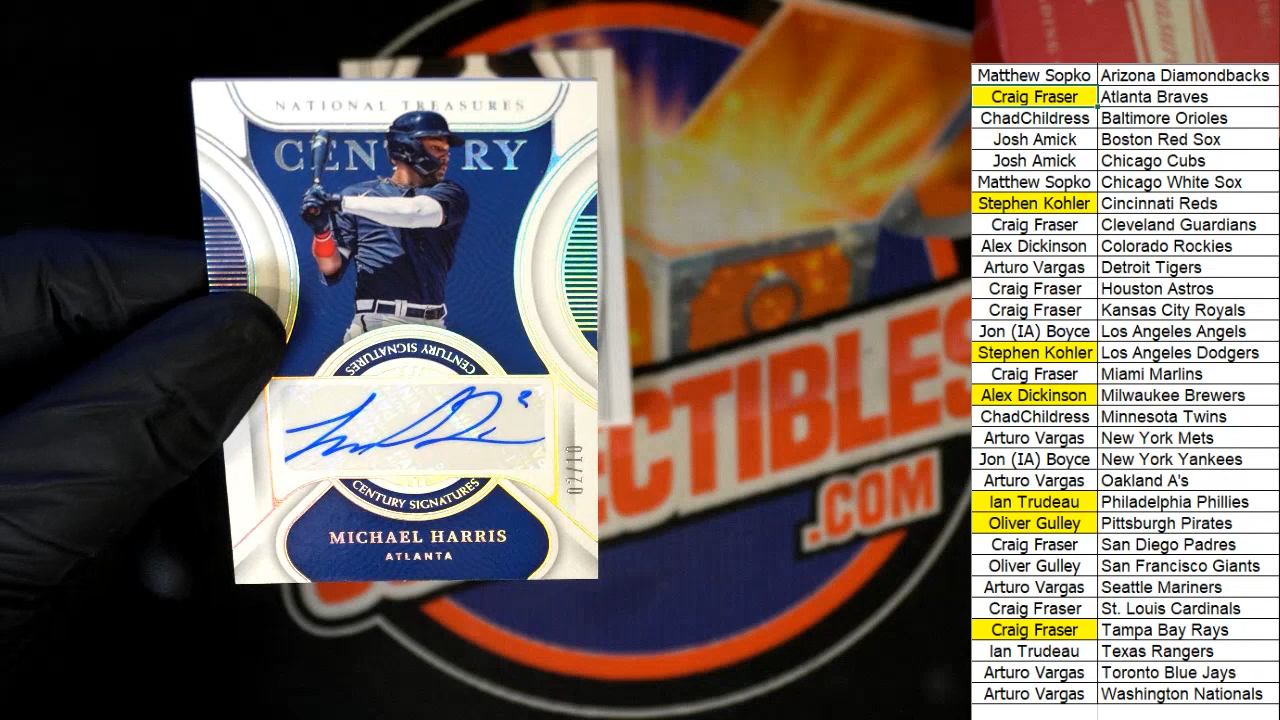 NATIONAL TREASURES
CENTURY
CENTURY SIGNATURES
02/10
CENTURY SIGNATURES
MICHAEL HARRIS
ATLANTA
ECTIBLES
.COM
Matthew Sopko Arizona Diamondbacks
Craig Fraser Atlanta Braves
ChadChildress Baltimore Orioles
Josh Amick Boston Red Sox
Josh Amick Chicago Cubs
Matthew Sopko Chicago White Sox
Stephen Kohler Cincinnati Reds
Craig Fraser Cleveland Guardians
Alex Dickinson Colorado Rockies
Arturo Vargas Detroit Tigers
Craig Fraser Houston Astros
Craig Fraser Kansas City Royals
Jon (IA) Boyce Los Angeles Angels
Stephen Kohler Los Angeles Dodgers
Craig Fraser Miami Marlins
Alex Dickinson Milwaukee Brewers
ChadChildress Minnesota Twins
Arturo Vargas New York Mets
Jon (IA) Boyce New York Yankees
Arturo Vargas Oakland A's
Ian Trudeau Philadelphia Phillies
Oliver Gulley Pittsburgh Pirates
Craig Fraser San Diego Padres
Oliver Gulley San Francisco Giants
Arturo Vargas Seattle Mariners
Craig Fraser St. Louis Cardinals
Craig Fraser Tampa Bay Rays
Ian Trudeau Texas Rangers
Arturo Vargas Toronto Blue Jays
Arturo Vargas Washington Nationals